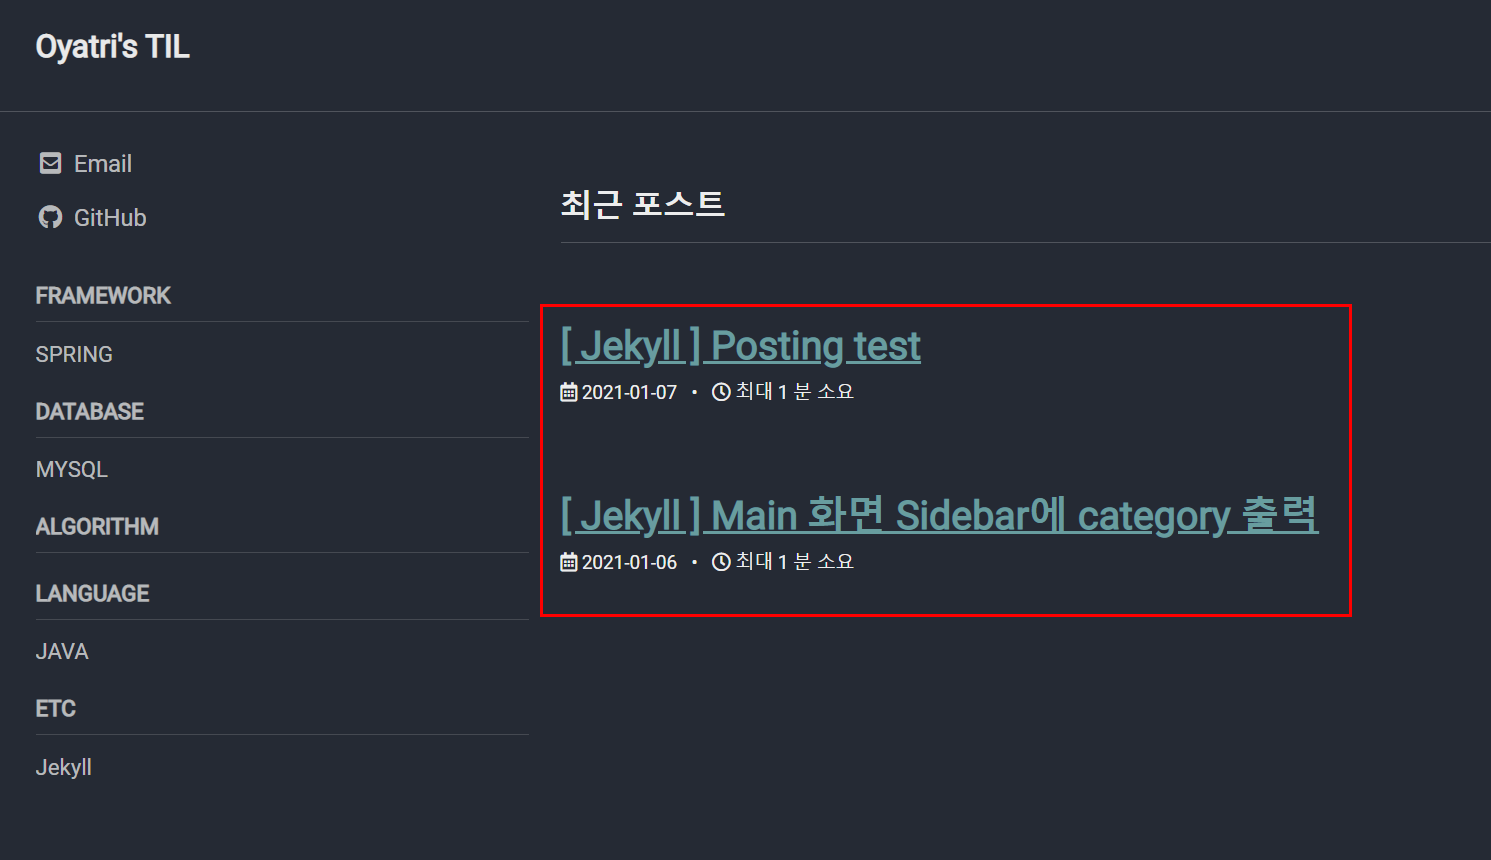 Oyatri's TIL
Email
GitHub
FRAMEWORK
SPRING
DATABASE
MYSQL
ALGORITHM
LANGUAGE
JAVA
ETC
Jekyll
최근 포스트
[ Jekyll ] Posting test
2021-01-07 • 최대 1 분 소요
[ Jekyll ] Main 화면 Sidebar에 category 출력
2021-01-06 • 최대 1 분 소요